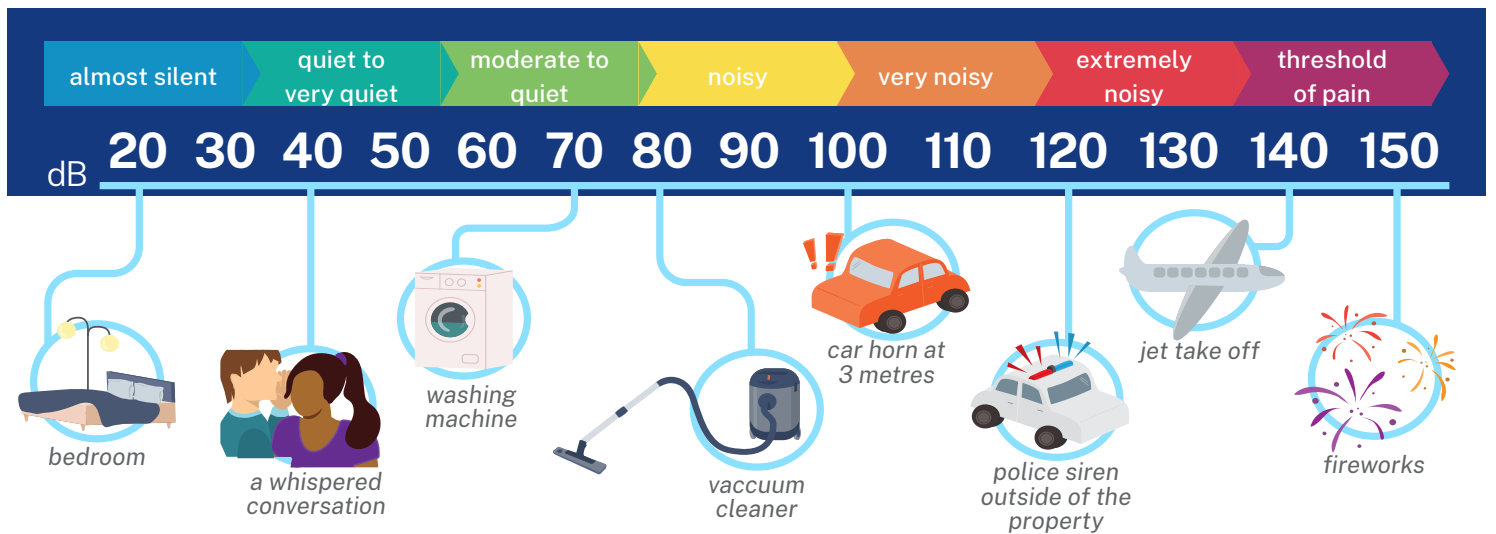 almost silent
quiet to
very quiet
moderate to
quiet
noisy
very noisy
extremely
noisy
threshold
of pain
dB
20 30 40 50 60 70 80 90 100 110 120 130 140 150
bedroom
a whispered
conversation
washing
machine
vaccuum
cleaner
car horn at
3 metres
police siren
outside of the
property
jet take off
fireworks